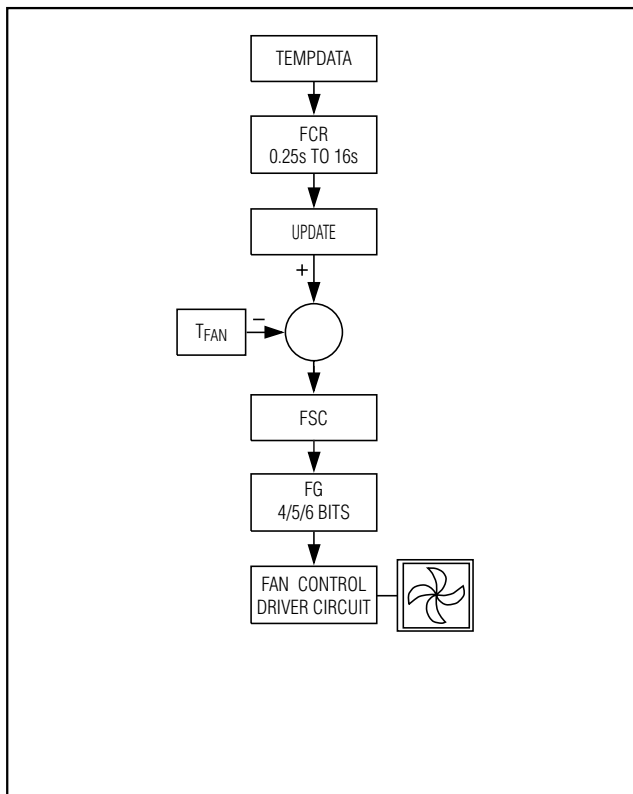 TEMPDATA
FCR
0.25s TO 16s
UPDATE
+
TFAN
−
FSC
FG
4/5/6 BITS
FAN CONTROL
DRIVER CIRCUIT